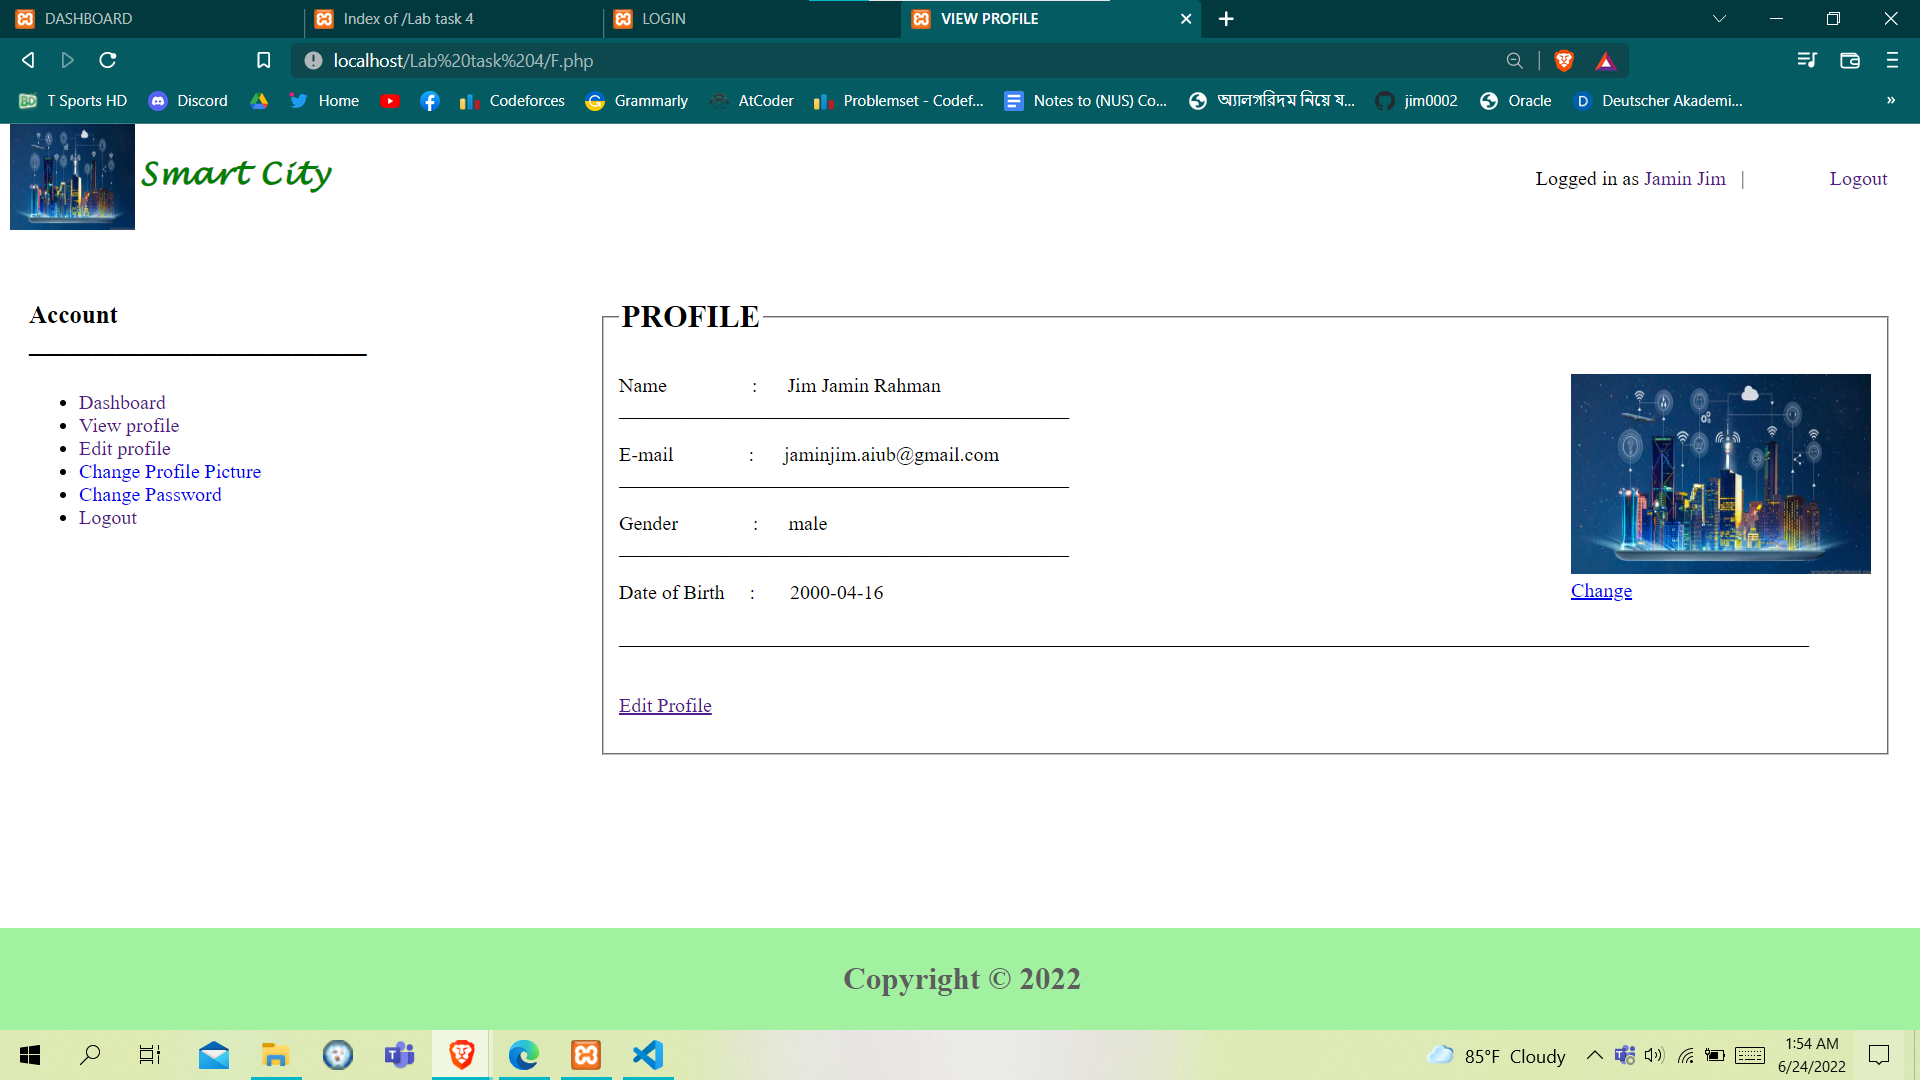 DASHBOARD
Index of /Lab task 4
LOGIN
VIEW PROFILE
localhost/Lab%20task%204/F.php
T Sports HD
Discord
Home
Codeforces
Grammarly
AtCoder
Problemset - Codef...
Notes to (NUS) Co...
অ্যালগরিদম নিয়ে য...
jim0002
Oracle
Deutscher Akademi...
»
Smart City
Logged in as Jamin Jim | Logout
Account
Dashboard
View profile
Edit profile
Change Profile Picture
Change Password
Logout
PROFILE
Name : Jim Jamin Rahman
E-mail : jaminjim.aiub@gmail.com
Gender : male
Date of Birth : 2000-04-16
Change
Edit Profile
Copyright © 2022
85°F Cloudy
1:54 AM
6/24/2022